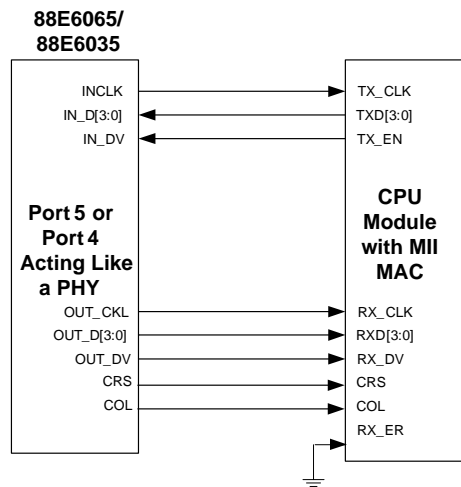 88E6065/
88E6035
INCLK
IN_D[3:0]
IN_DV
Port 5 or
Port 4
Acting Like
a PHY
OUT_CKL
OUT_D[3:0]
OUT_DV
CRS
COL
TX_CLK
TXD[3:0]
TX_EN
CPU
Module
with MII
MAC
RX_CLK
RXD[3:0]
RX_DV
CRS
COL
RX_ER